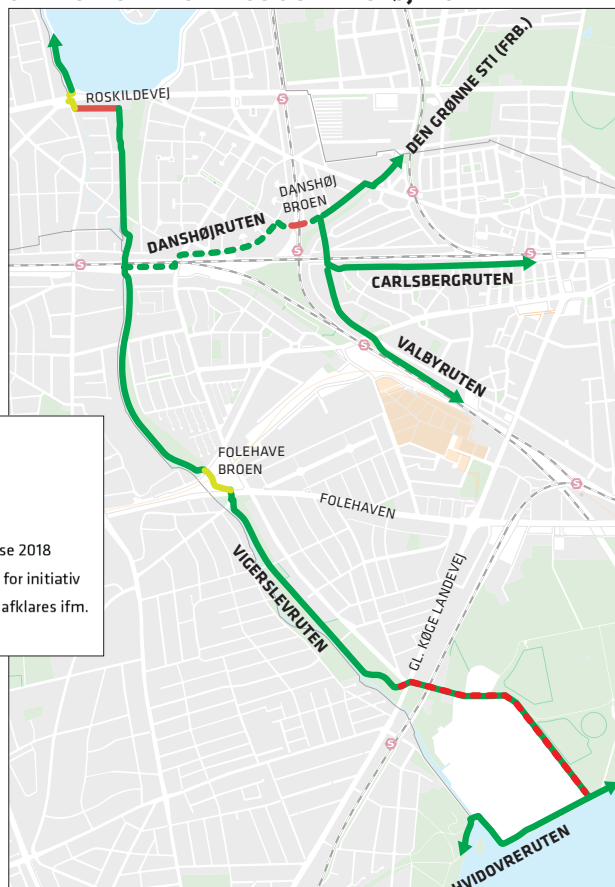 ROSKILDEVEJ
DEN GRØNNE STI (FRB.)
DANSHØJ
BROEN
DANSHØJRUTEN
CARLSBERGRUTEN
VALBYRUTEN
FOLEHAVE
BROEN
FOLEHAVEN
se 2018
for initiativ
afklares ifm.
VIGERSLEVRUTEN
GL. KØGE LANDEVEJ
HVIDOVRERUTEN
S
S
S
S
S
S
S
S